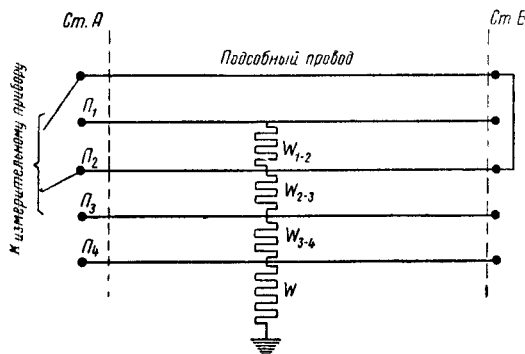 Ст. А
Ст Б
Подсобный провод
К измерительному прибору
П₁
W₁₋₂
П₂
W₂₋₃
П₃
W₃₋₄
П₄
W